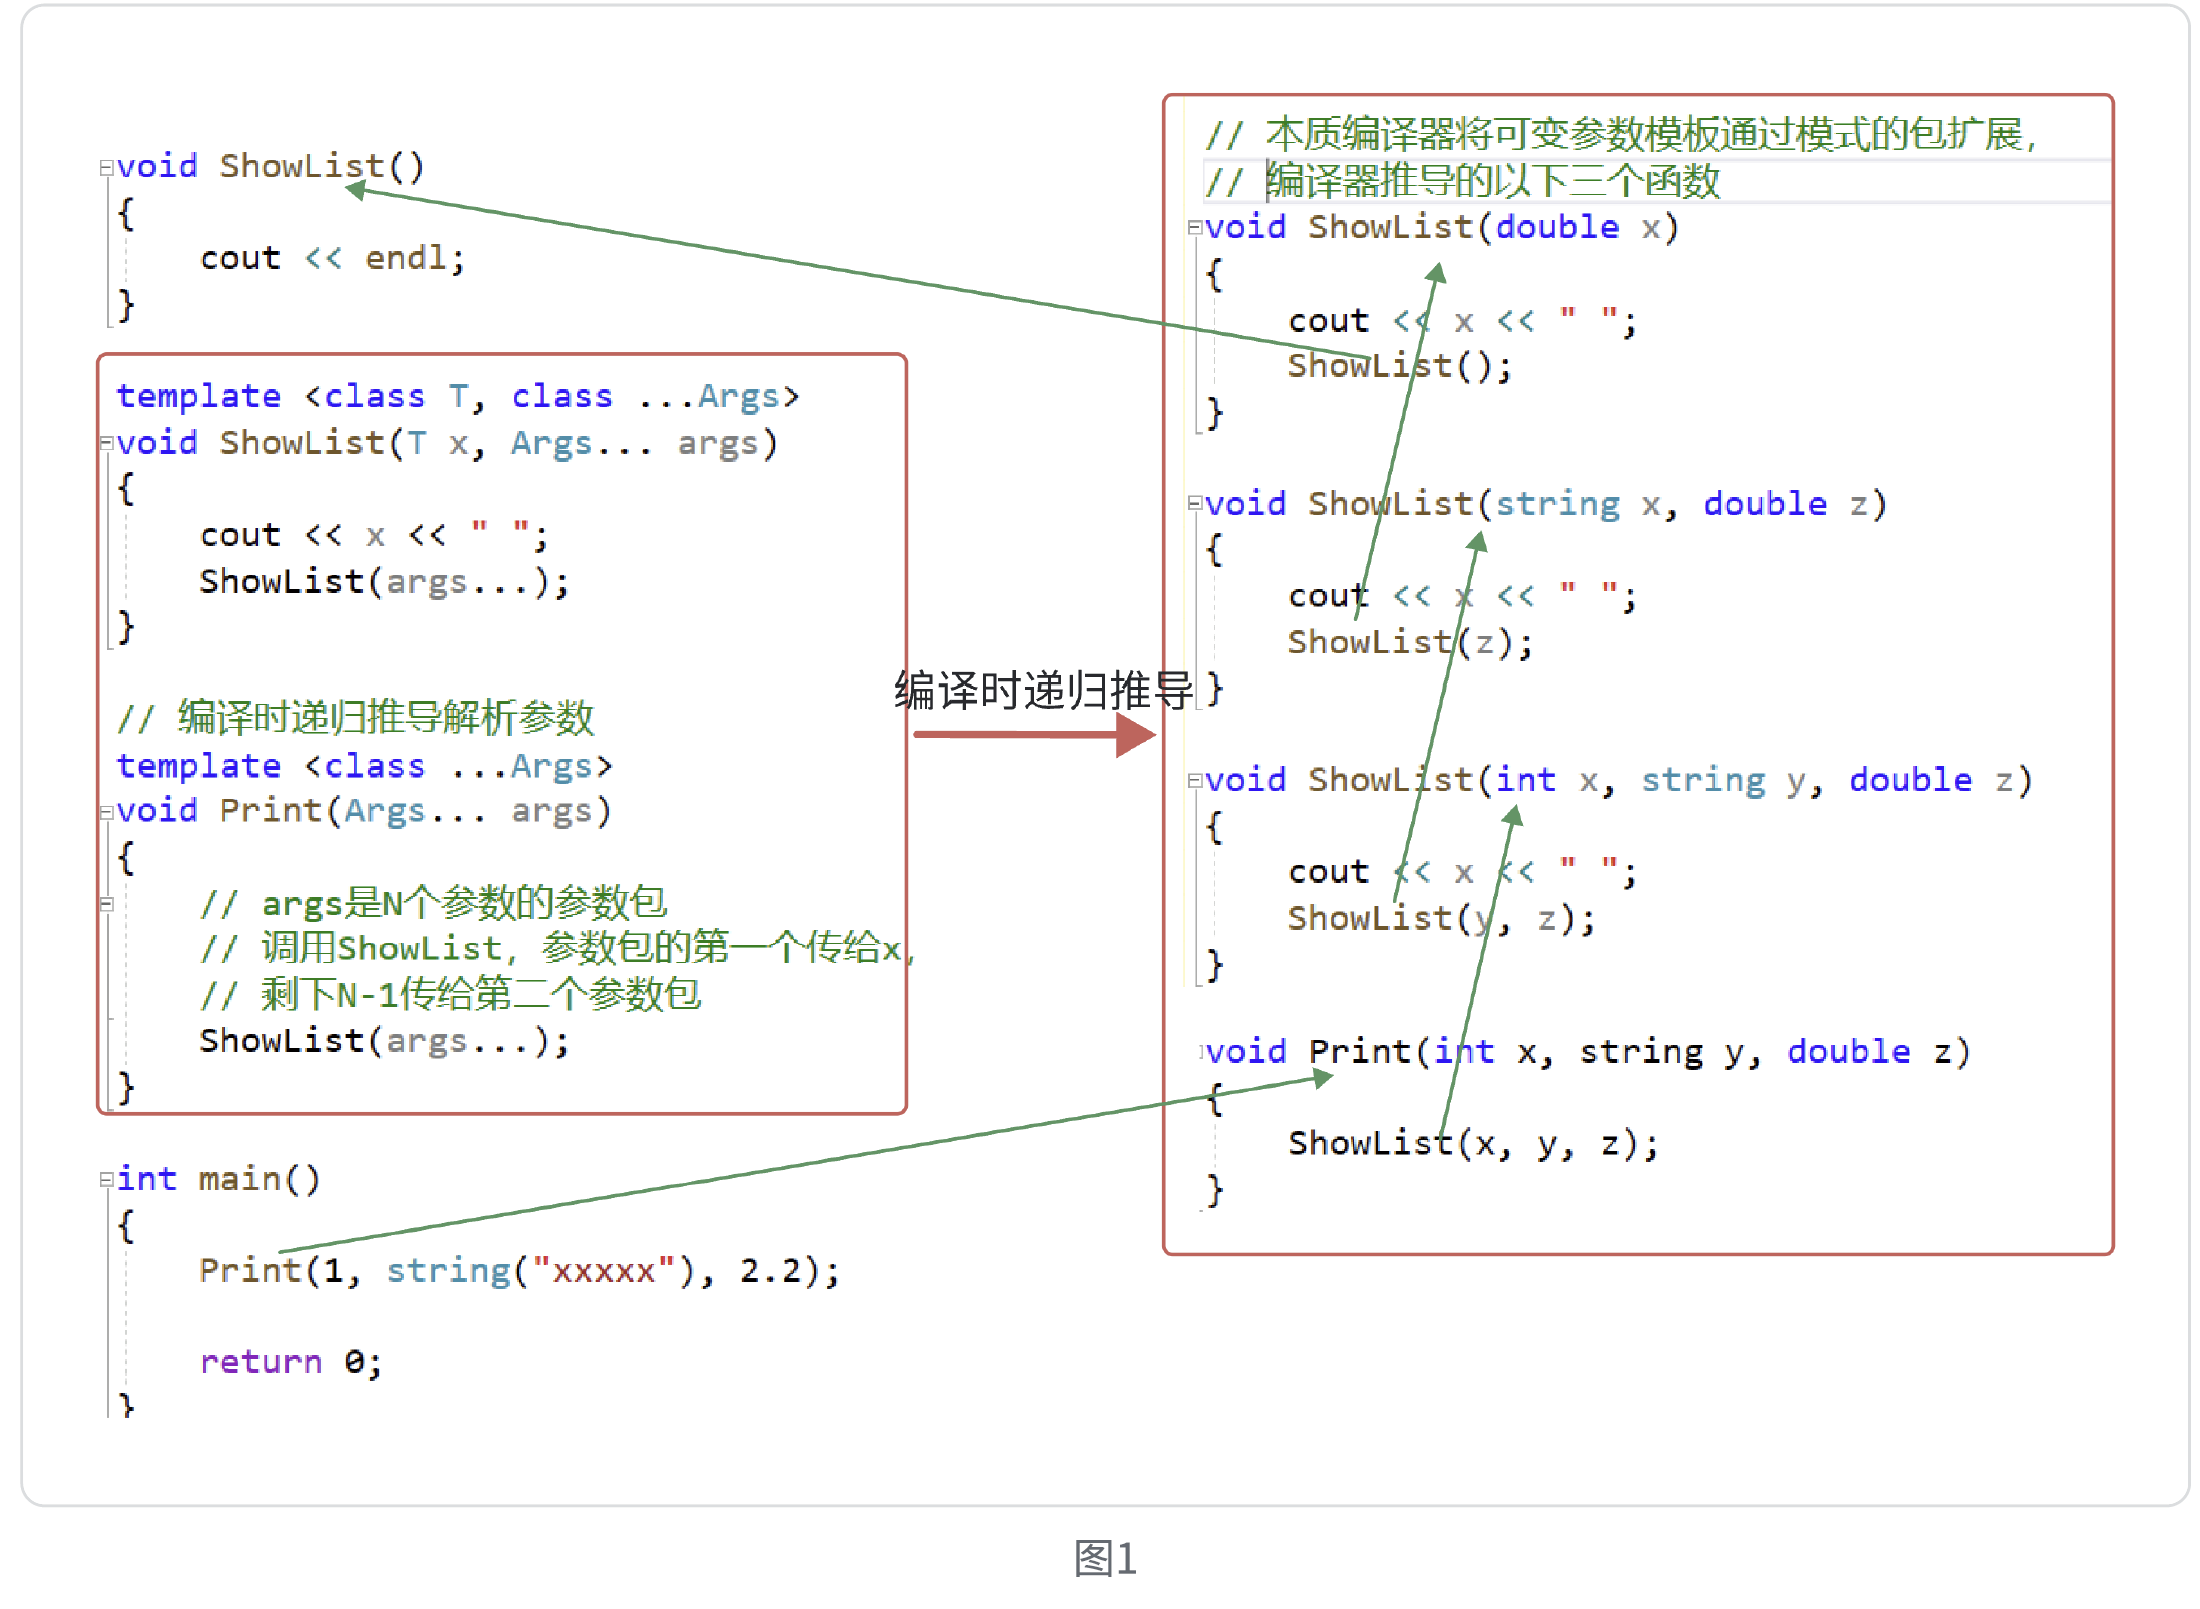 void ShowList()
{
    cout << endl;
}
template <class T, class ...Args>
void ShowList(T x, Args... args)
{
    cout << x << " ";
    ShowList(args...);
}
// 编译时递归推导解析参数
template <class ...Args>
void Print(Args... args)
{
    // args是N个参数的参数包
    // 调用ShowList，参数包的第一个传给x，
    // 剩下N-1传给第二个参数包
    ShowList(args...);
}
int main()
{
    Print(1, string("xxxxx"), 2.2);
    return 0;
}
编译时递归推导
// 本质编译器将可变参数模板通过模式的包扩展，
// 编译器推导的以下三个函数
void ShowList(double x)
{
    cout << x << " ";
    ShowList();
}
void ShowList(string x, double z)
{
    cout << x << " ";
    ShowList(z);
}
void ShowList(int x, string y, double z)
{
    cout << x << " ";
    ShowList(y, z);
}
void Print(int x, string y, double z)
{
    ShowList(x, y, z);
}
图1